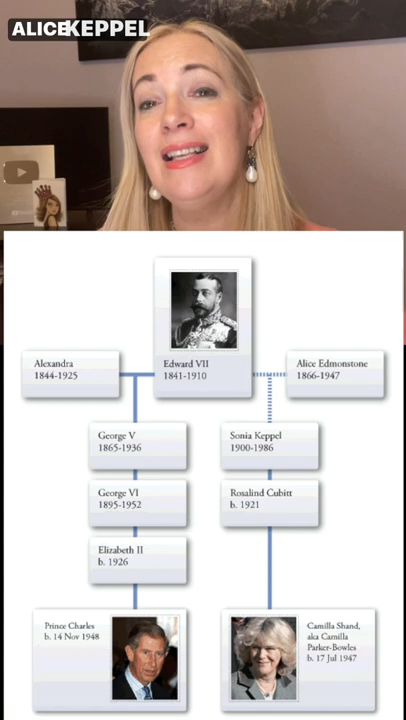 ALICE KEPPEL
Edward VII
1841-1910
Alexandra
1844-1925
Alice Edmonstone
1866-1947
George V
1865-1936
Sonia Keppel
1900-1986
George VI
1895-1952
Rosalind Cubitt
b. 1921
Elizabeth II
b. 1926
Prince Charles
b. 14 Nov 1948
Camilla Shand,
aka Camilla
Parker-Bowles
b. 17 Jul 1947